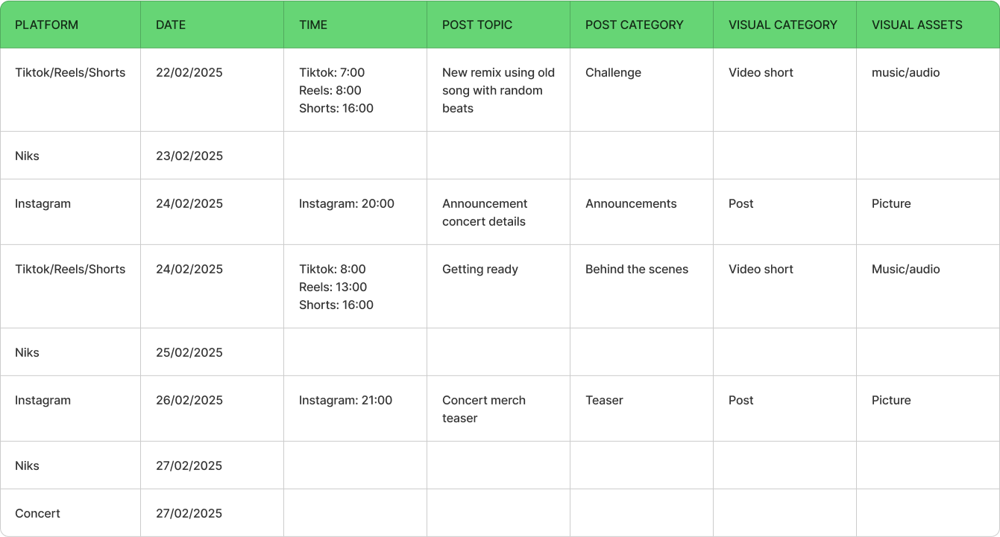 PLATFORM DATE TIME POST TOPIC POST CATEGORY VISUAL CATEGORY VISUAL ASSETS
Tiktok/Reels/Shorts 22/02/2025 Tiktok: 7:00 New remix using old Challenge Video short music/audio
Reels: 8:00 song with random
Shorts: 16:00 beats
Niks 23/02/2025
Instagram 24/02/2025 Instagram: 20:00 Announcement Announcements Post Picture
concert details
Tiktok/Reels/Shorts 24/02/2025 Tiktok: 8:00 Getting ready Behind the scenes Video short Music/audio
Reels: 13:00
Shorts: 16:00
Niks 25/02/2025
Instagram 26/02/2025 Instagram: 21:00 Concert merch Teaser Post Picture
teaser
Niks 27/02/2025
Concert 27/02/2025